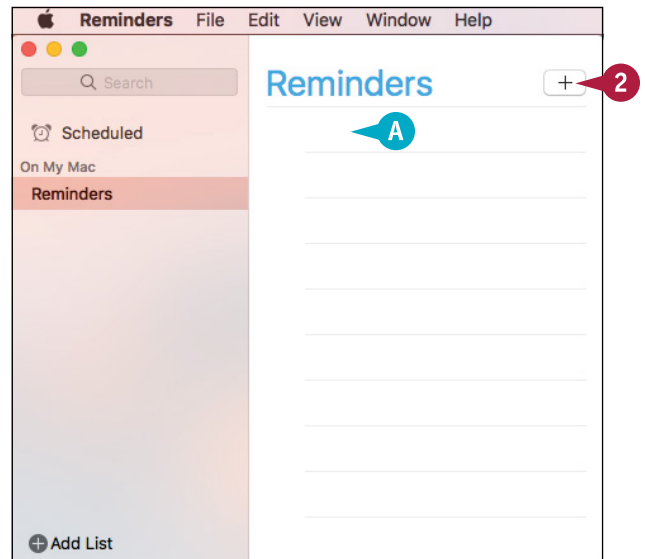 Reminders File Edit View Window Help
Search
Reminders
+
2
Scheduled
A
On My Mac
Reminders
Add List